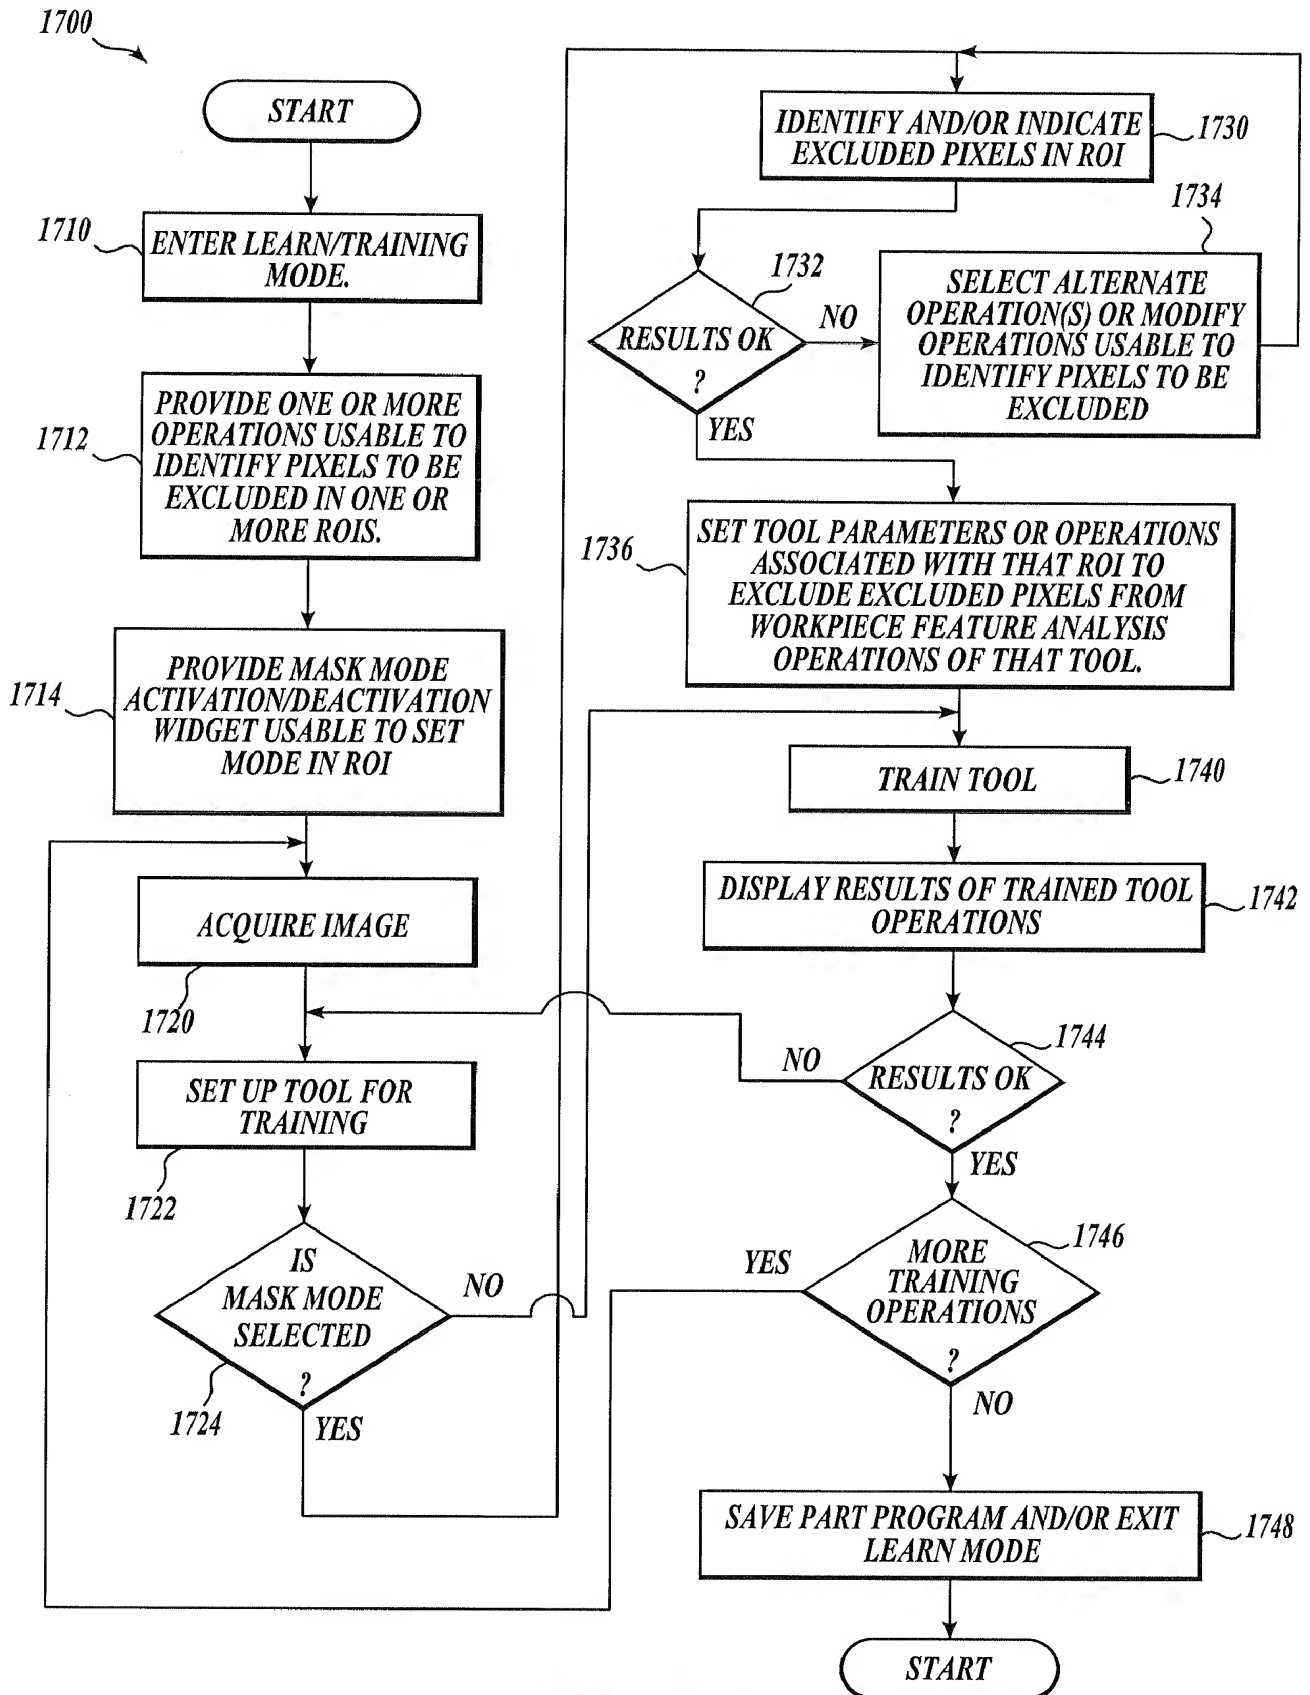 1700
START
1710
ENTER LEARN/TRAINING
MODE.
1712
PROVIDE ONE OR MORE
OPERATIONS USABLE TO
IDENTIFY PIXELS TO BE
EXCLUDED IN ONE OR
MORE ROIS.
1714
PROVIDE MASK MODE
ACTIVATION/DEACTIVATION
WIDGET USABLE TO SET
MODE IN ROI
ACQUIRE IMAGE
1720
SET UP TOOL FOR
TRAINING
1722
IS
MASK MODE
SELECTED
?
NO
1724
YES
IDENTIFY AND/OR INDICATE
EXCLUDED PIXELS IN ROI
1730
1732
RESULTS OK
?
NO
YES
1734
SELECT ALTERNATE
OPERATION(S) OR MODIFY
OPERATIONS USABLE TO
IDENTIFY PIXELS TO BE
EXCLUDED
1736
SET TOOL PARAMETERS OR OPERATIONS
ASSOCIATED WITH THAT ROI TO
EXCLUDE EXCLUDED PIXELS FROM
WORKPIECE FEATURE ANALYSIS
OPERATIONS OF THAT TOOL.
TRAIN TOOL
1740
DISPLAY RESULTS OF TRAINED TOOL
OPERATIONS
1742
1744
NO
RESULTS OK
?
YES
1746
YES
MORE
TRAINING
OPERATIONS
?
NO
SAVE PART PROGRAM AND/OR EXIT
LEARN MODE
1748
START